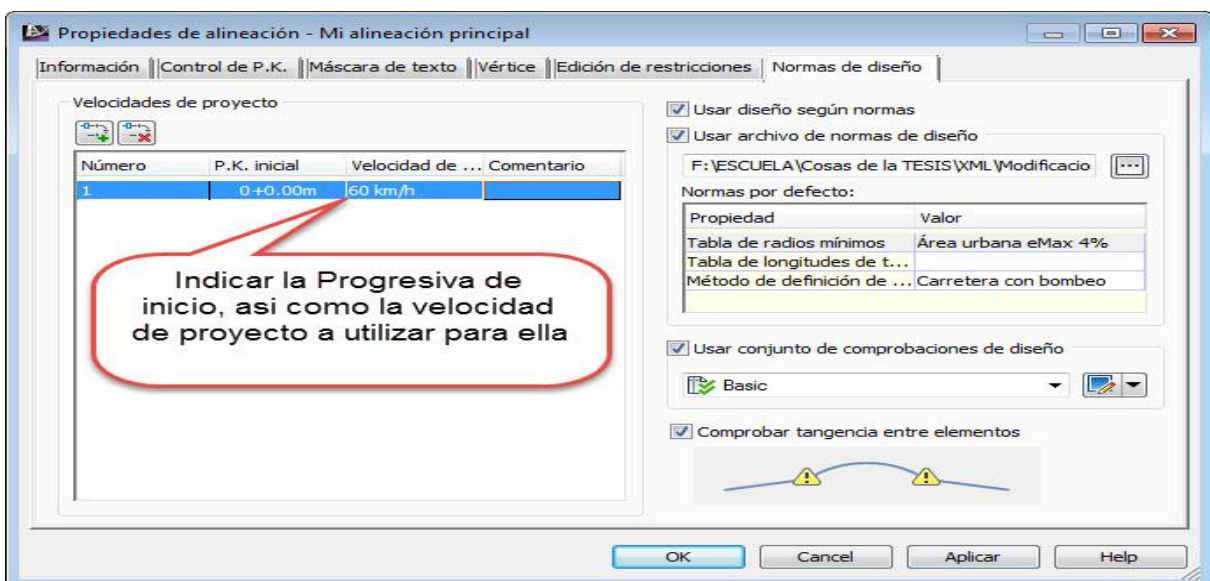 Propiedades de alineación - Mi alineación principal
Información Control de P.K. Máscara de texto Vértice Edición de restricciones Normas de diseño
Velocidades de proyecto
Número P.K. inicial Velocidad de ... Comentario
1 0+0.00m 60 km/h
Indicar la Progresiva de
inicio, asi como la velocidad
de proyecto a utilizar para ella
Usar diseño según normas
Usar archivo de normas de diseño
F:\ESCUELA\Cosas de la TESIS\XML\Modificacio ...
Normas por defecto:
Propiedad Valor
Tabla de radios mínimos Área urbana eMax 4%
Tabla de longitudes de t...
Método de definición de ... Carretera con bombeo
Usar conjunto de comprobaciones de diseño
Basic
Comprobar tangencia entre elementos
OK Cancel Aplicar Help